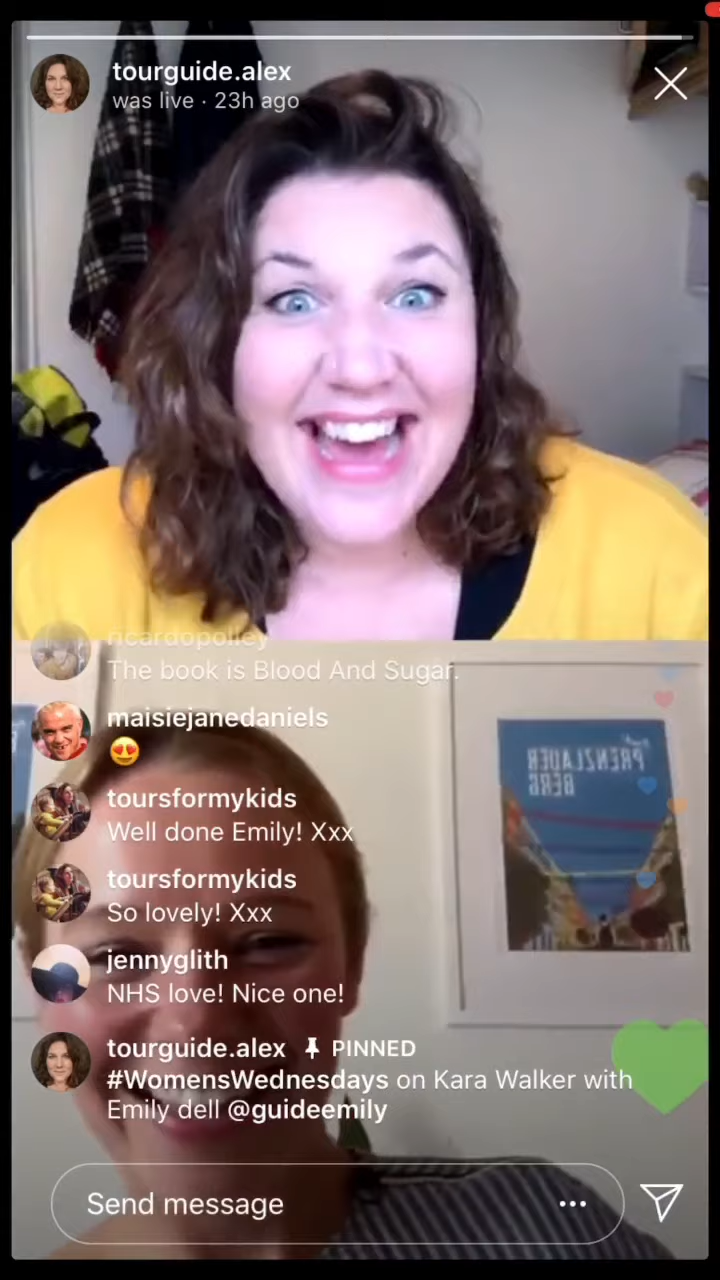 tourguide.alex
was live · 23h ago
ricardopolley
The book is Blood And Sugar.
maisiejanedaniels
😍
toursformykids
Well done Emily! Xxx
toursformykids
So lovely! Xxx
jennyglith
NHS love! Nice one!
tourguide.alex PINNED
#WomensWednesdays on Kara Walker with
Emily dell @guideemily
Send message
PRENZLAUER
BERG